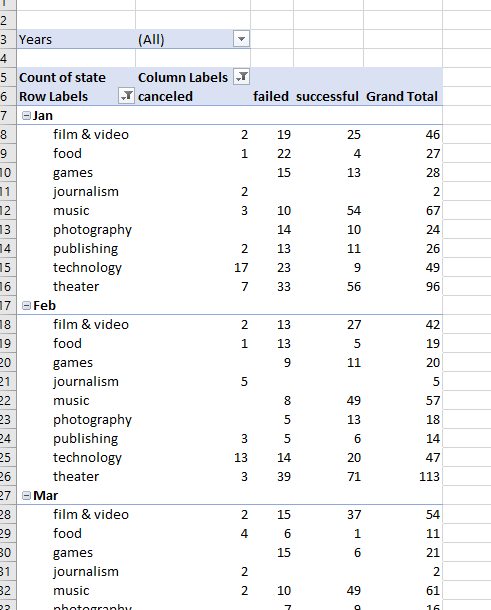 2
3 Years (All)
4
5 Count of state Column Labels
6 Row Labels canceled failed successful Grand Total
7 Jan
8 film & video 2 19 25 46
9 food 1 22 4 27
10 games 15 13 28
11 journalism 2 2
12 music 3 10 54 67
13 photography 14 10 24
14 publishing 2 13 11 26
15 technology 17 23 9 49
16 theater 7 33 56 96
17 Feb
18 film & video 2 13 27 42
19 food 1 13 5 19
20 games 9 11 20
21 journalism 5 5
22 music 8 49 57
23 photography 5 13 18
24 publishing 3 5 6 14
25 technology 13 14 20 47
26 theater 3 39 71 113
27 Mar
28 film & video 2 15 37 54
29 food 4 6 1 11
30 games 15 6 21
31 journalism 2 2
32 music 2 10 49 61
33 photography 7 9 16